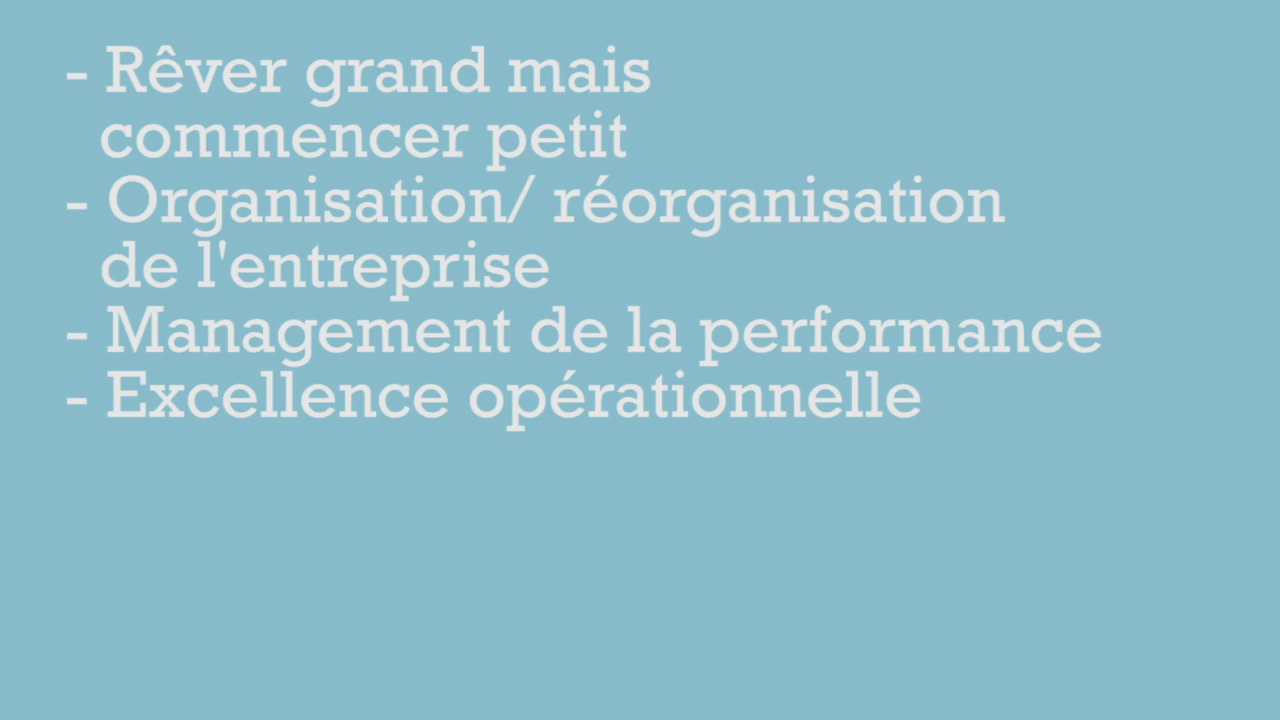 - Rêver grand mais
commencer petit
- Organisation/ réorganisation
de l'entreprise
- Management de la performance
- Excellence opérationnelle